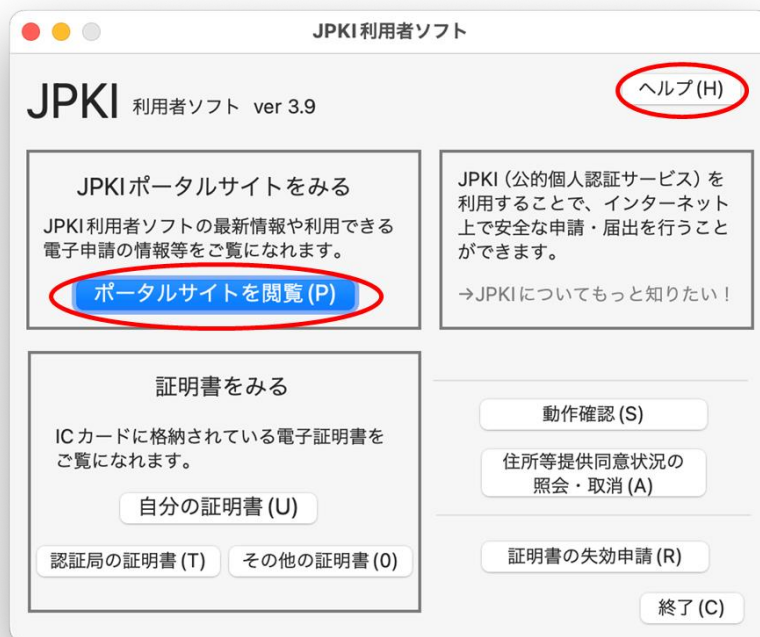 JPKI利用者ソフト
JPKI 利用者ソフト ver 3.9
ヘルプ(H)
JPKIポータルサイトをみる
JPKI利用者ソフトの最新情報や利用できる
電子申請の情報等をご覧になれます。
ポータルサイトを閲覧(P)
JPKI（公的個人認証サービス）を
利用することで、インターネット
上で安全な申請・届出を行うこと
ができます。
→JPKIについてもっと知りたい！
証明書をみる
ICカードに格納されている電子証明書を
ご覧になれます。
自分の証明書(U)
認証局の証明書(T)
その他の証明書(0)
動作確認(S)
住所等提供同意状況の
照会・取消(A)
証明書の失効申請(R)
終了(C)